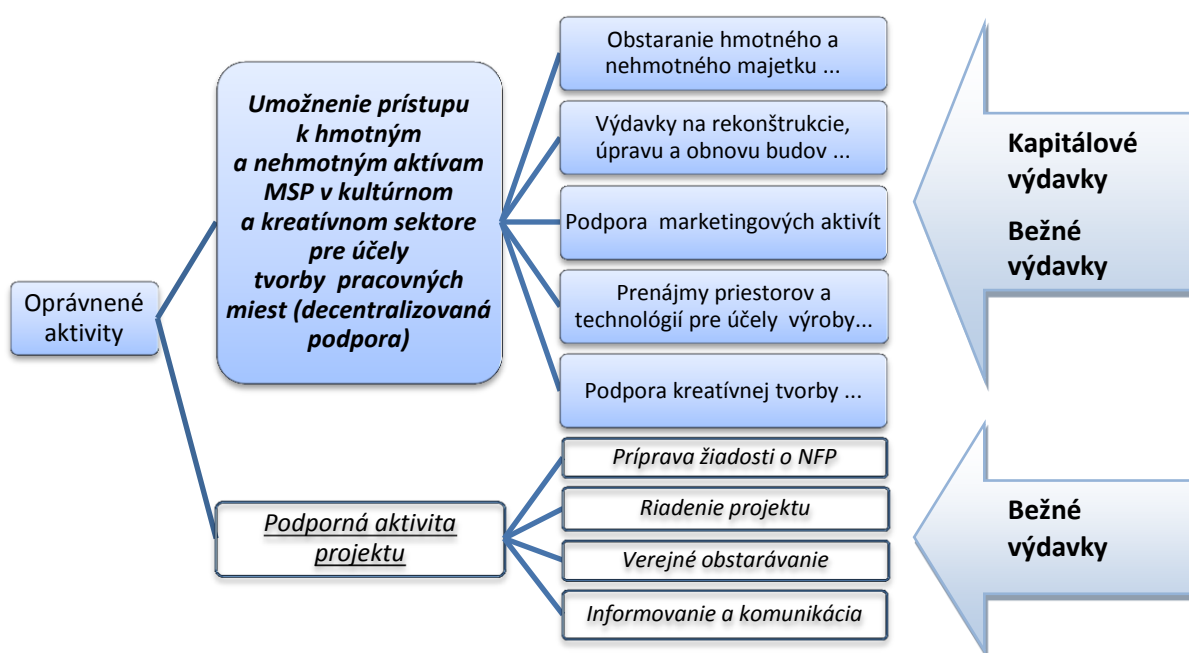 Oprávnené
aktivity
Umožnenie prístupu
k hmotným
a nehmotným aktívam
MSP v kultúrnom
a kreatívnom sektore
pre účely
tvorby pracovných
miest (decentralizovaná
podpora)
Obstaranie hmotného a
nehmotného majetku ...
Výdavky na rekonštrukcie,
úpravu a obnovu budov ...
Podpora marketingových aktivít
Prenájmy priestorov a
technológií pre účely výroby...
Podpora kreatívnej tvorby ...
Kapitálové
výdavky
Bežné
výdavky
Podporná aktivita
projektu
Príprava žiadosti o NFP
Riadenie projektu
Verejné obstarávanie
Informovanie a komunikácia
Bežné
výdavky